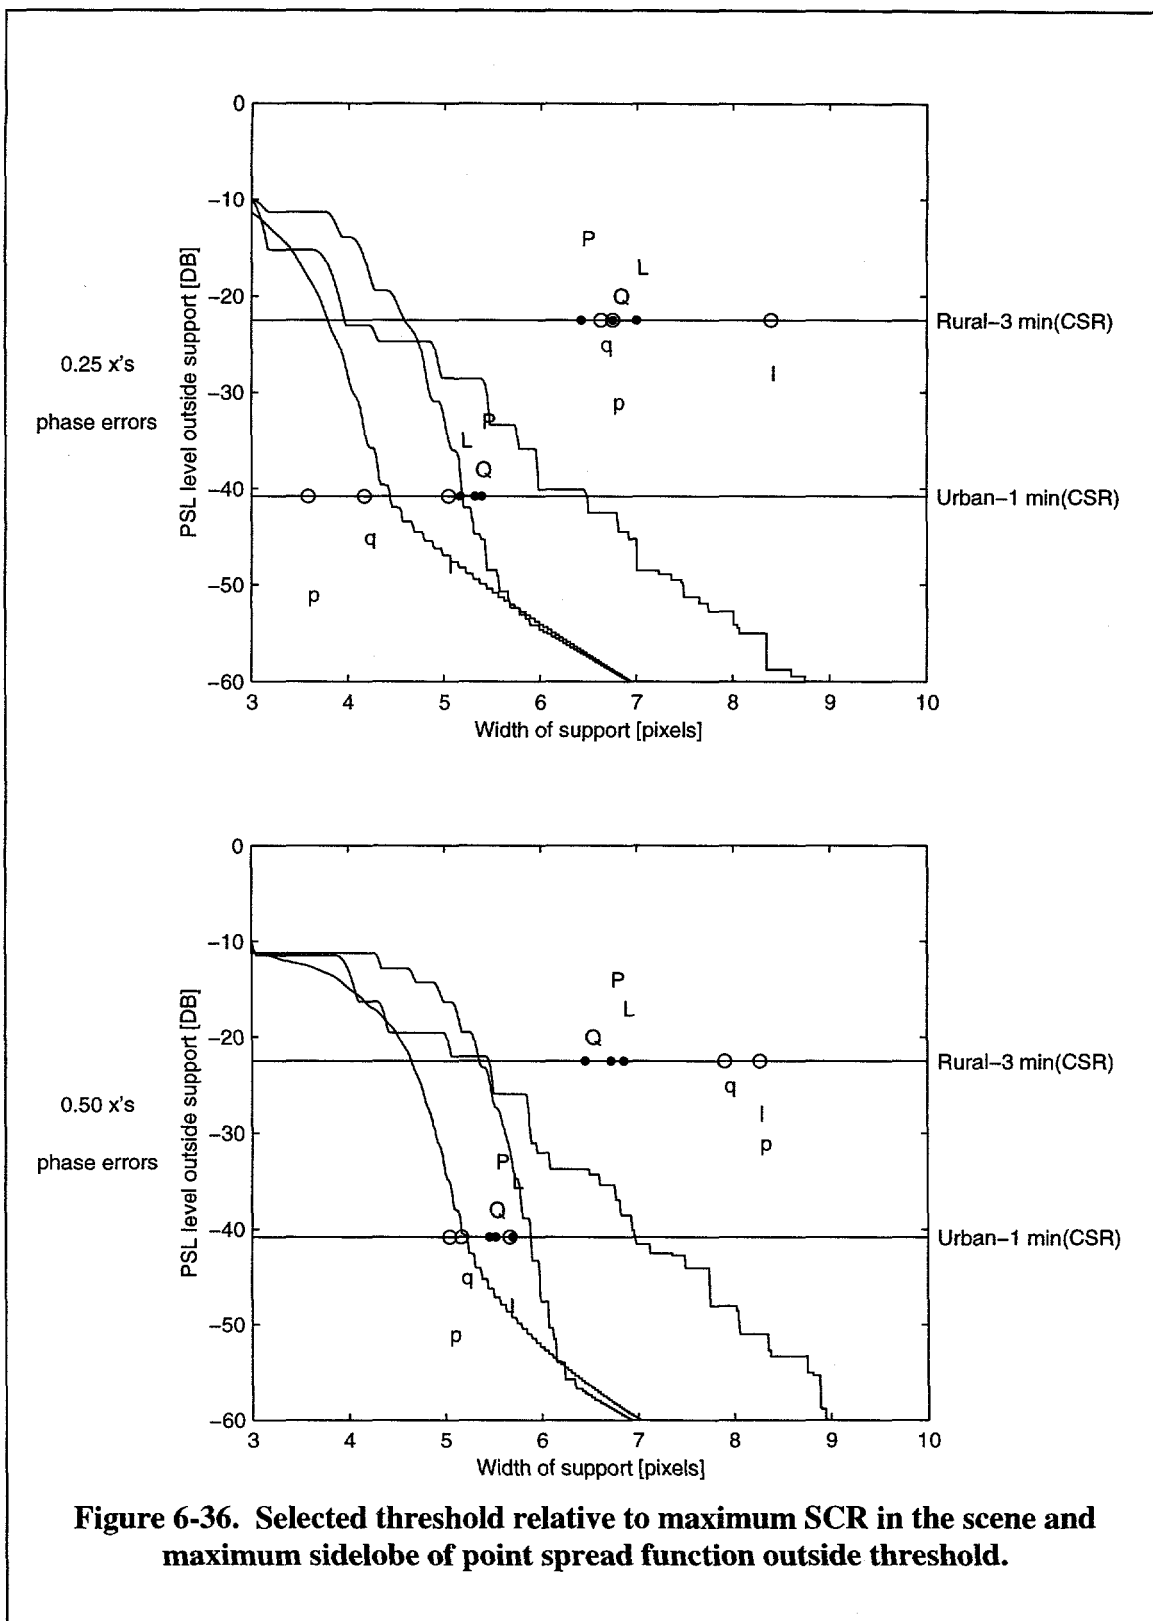 0
−10
−20
−30
−40
−50
−60
PSL level outside support [DB]
0.25 x's
phase errors
P
L
Q
Rural−3 min(CSR)
q
l
p
P
L
Q
Urban−1 min(CSR)
q
l
p
3 4 5 6 7 8 9 10
Width of support [pixels]
0
−10
−20
−30
−40
−50
−60
PSL level outside support [DB]
0.50 x's
phase errors
P
L
Q
Rural−3 min(CSR)
q
l
p
P
L
Q
Urban−1 min(CSR)
q
l
p
3 4 5 6 7 8 9 10
Width of support [pixels]
Figure 6-36. Selected threshold relative to maximum SCR in the scene and
maximum sidelobe of point spread function outside threshold.